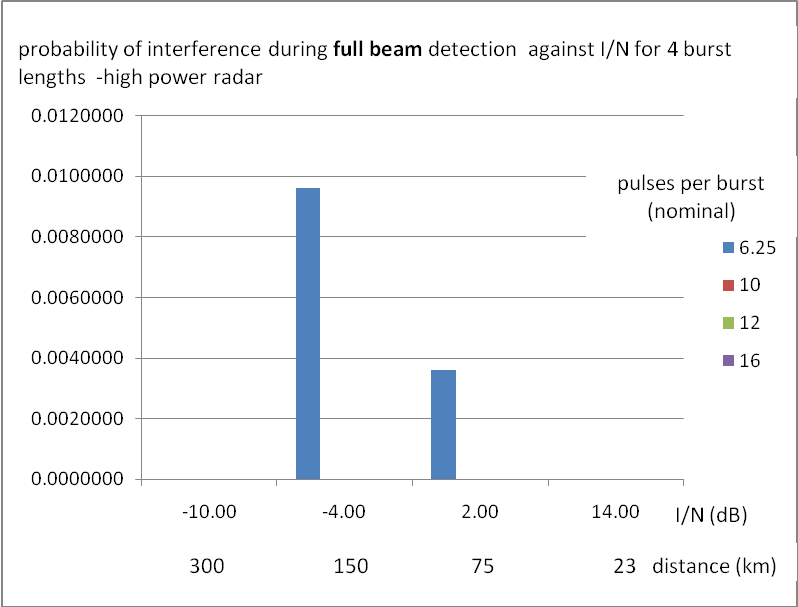 probability of interference during full beam detection against I/N for 4 burst
lengths -high power radar
0.0120000
0.0100000
0.0080000
0.0060000
0.0040000
0.0020000
0.0000000
pulses per burst
(nominal)
6.25
10
12
16
-10.00 -4.00 2.00 14.00 I/N (dB)
300 150 75 23 distance (km)